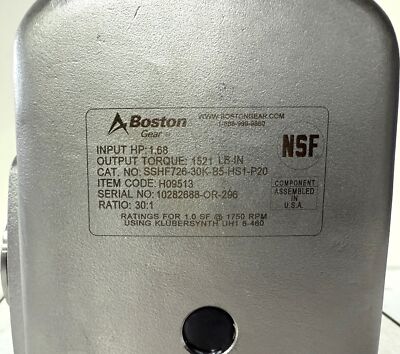 Boston
Gear®
WWW.BOSTONGEAR.COM
1-888-999-9860
NSF
INPUT HP: 1.68
OUTPUT TORQUE: 1521 LB-IN
CAT. NO: SSHF726-30K-B5-HS1-P20
ITEM CODE: H09513
SERIAL NO: 10282688-OR-296
RATIO: 30:1
COMPONENT
ASSEMBLED IN
U.S.A.
RATINGS FOR 1.0 SF @ 1750 RPM
USING KLUBERSYNTH UH1 6-460